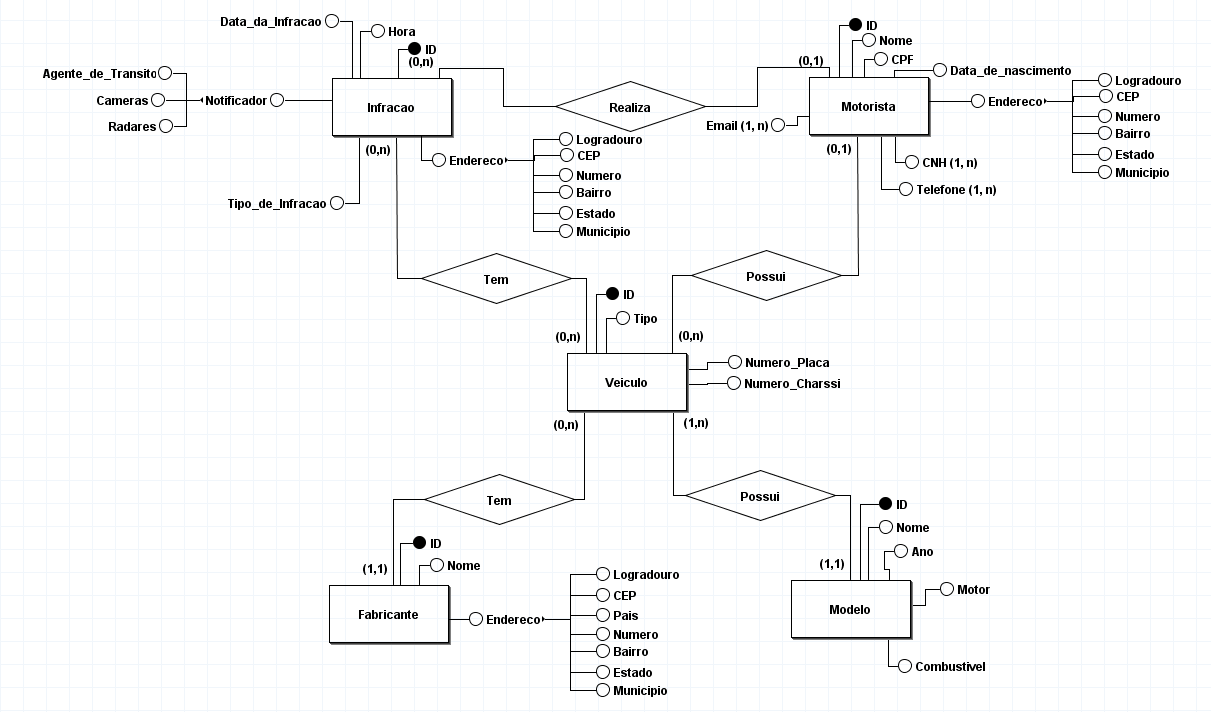 Data_da_Infracao
Hora
ID
(0,n)
Agente_de_Transito
Cameras
Notificador
Radares
Infracao
(0,n)
Tipo_de_Infracao
Endereco
Logradouro
CEP
Numero
Bairro
Estado
Municipio
Realiza
ID
Nome
CPF
(0,1)
Data_de_nascimento
Motorista
Email (1, n)
(0,1)
CNH (1, n)
Telefone (1, n)
Endereco
Logradouro
CEP
Numero
Bairro
Estado
Municipio
Tem
Possui
ID
Tipo
(0,n)
(0,n)
Veiculo
Numero_Placa
Numero_Charssi
(0,n)
(1,n)
Tem
Possui
ID
Nome
(1,1)
Fabricante
Endereco
Logradouro
CEP
Pais
Numero
Bairro
Estado
Municipio
ID
Nome
Ano
(1,1)
Motor
Modelo
Combustivel